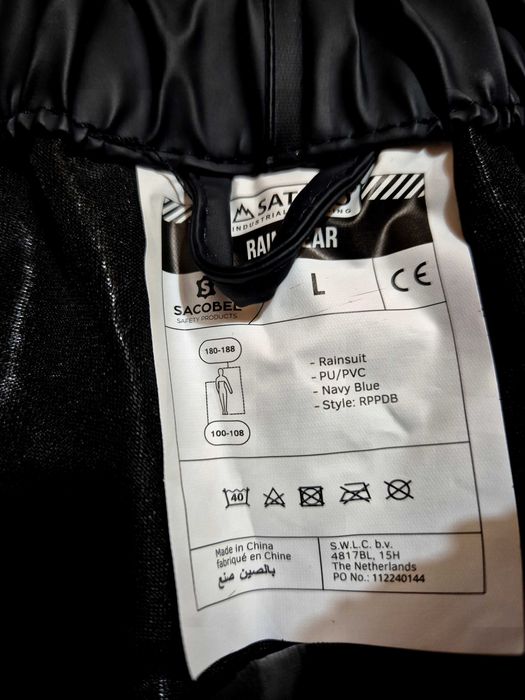 INDUSTRIAL
SACOBEL
SAFETY PRODUCTS
L
CE
180-188
100-108
- Rainsuit
- PU/PVC
- Navy Blue
- Style: RPPDB
40
Made in China
fabriqué en Chine
بالصين صنع
S.W.L.C. b.v.
4817BL, 15H
The Netherlands
PO No.: 112240144